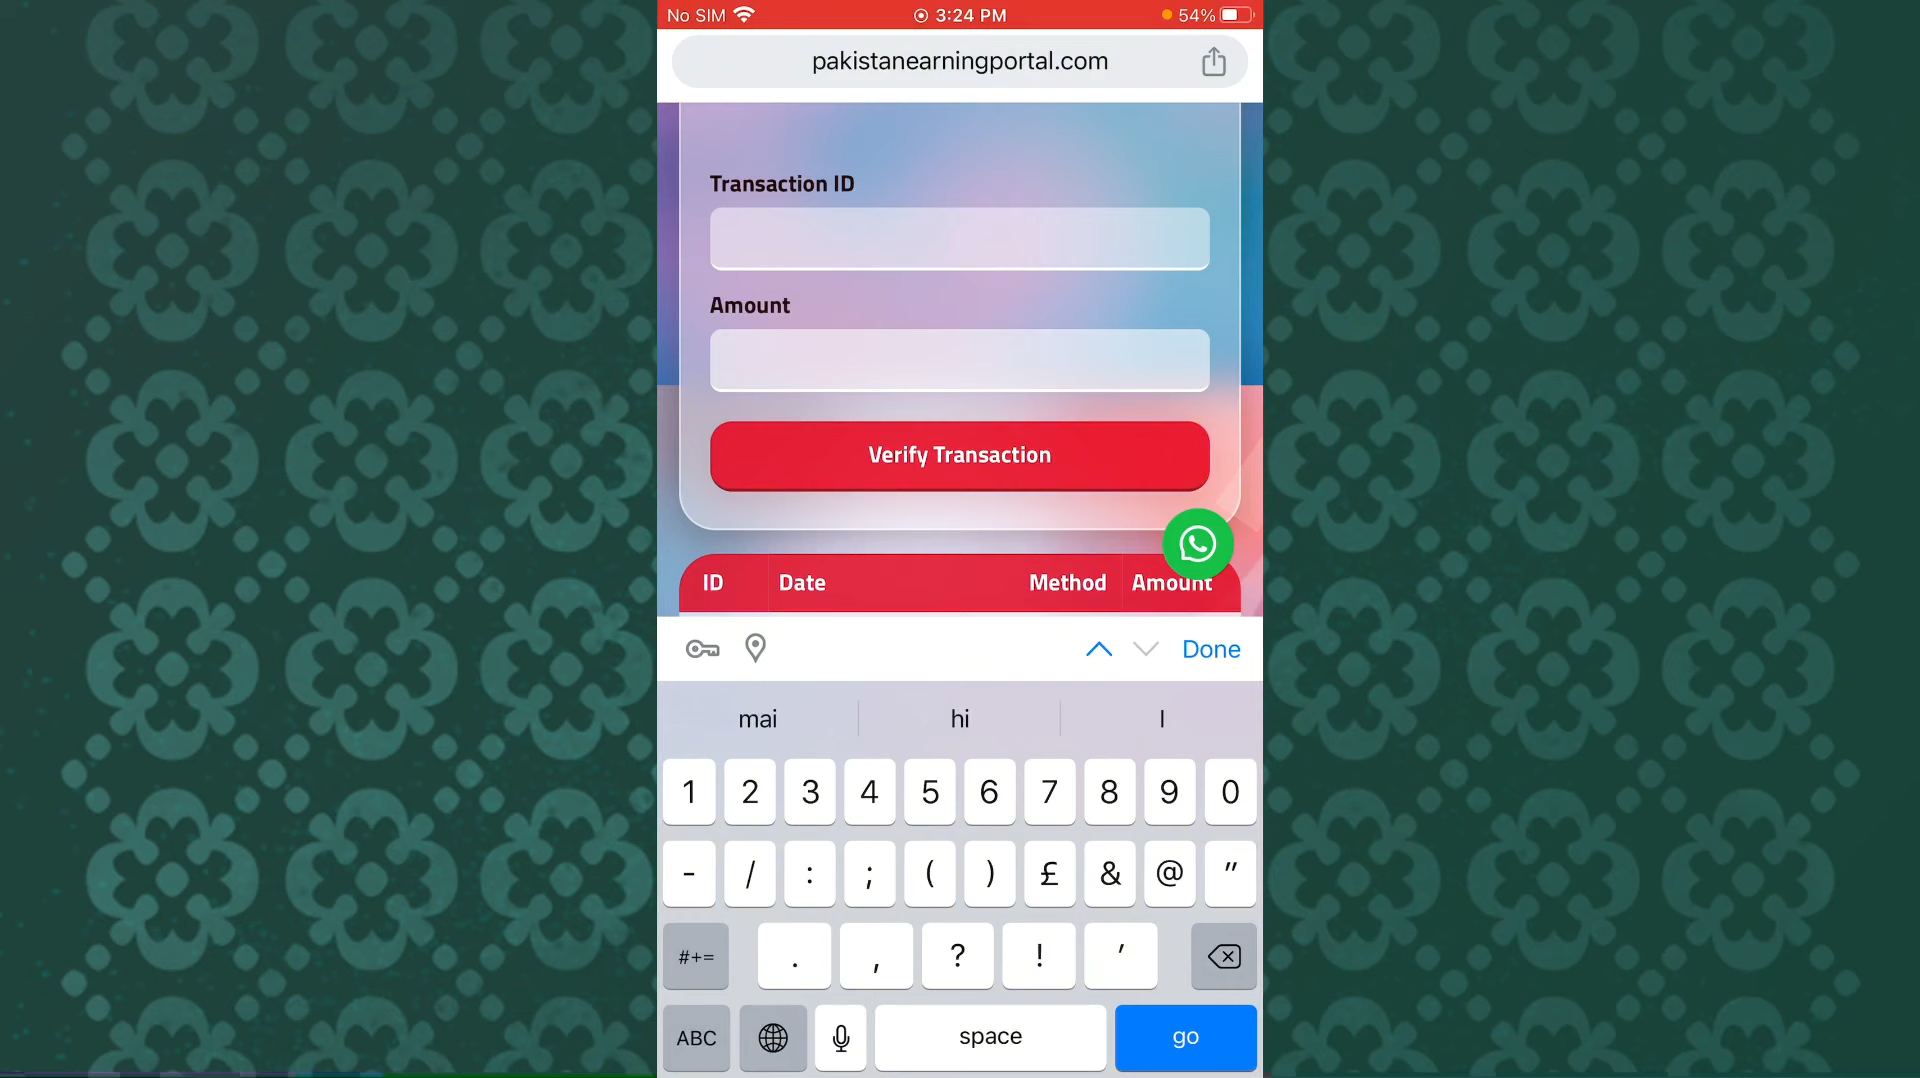 No SIM 3:24 PM 54%
pakistanearningportal.com
Transaction ID
Amount
Verify Transaction
ID Date Method Amount
Done
mai hi I
1 2 3 4 5 6 7 8 9 0
- / : ; ( ) £ & @ "
#+= . , ? ! '
ABC space go